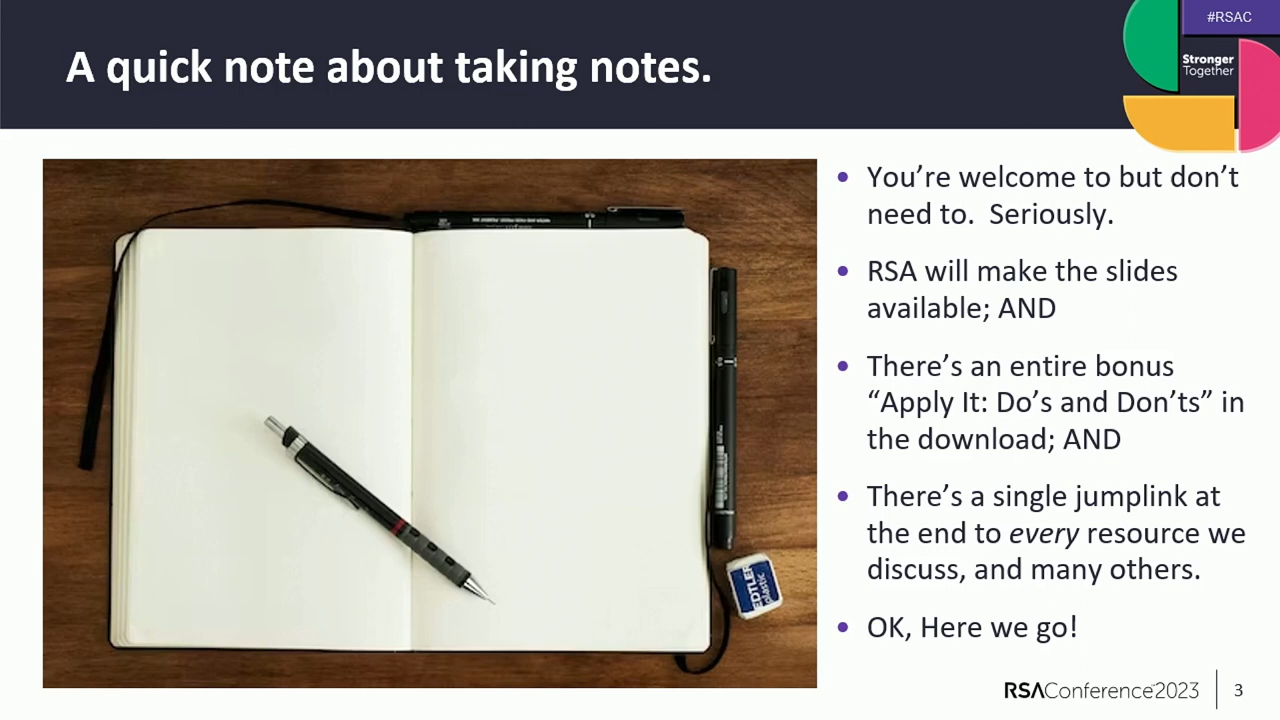 #RSAC
A quick note about taking notes.
Stronger
Together
• You’re welcome to but don’t
need to.  Seriously.
• RSA will make the slides
available; AND
• There’s an entire bonus
“Apply It: Do’s and Don’ts” in
the download; AND
• There’s a single jumplink at
the end to every resource we
discuss, and many others.
• OK, Here we go!
EDTLER
plastic
RSAConference™2023
3